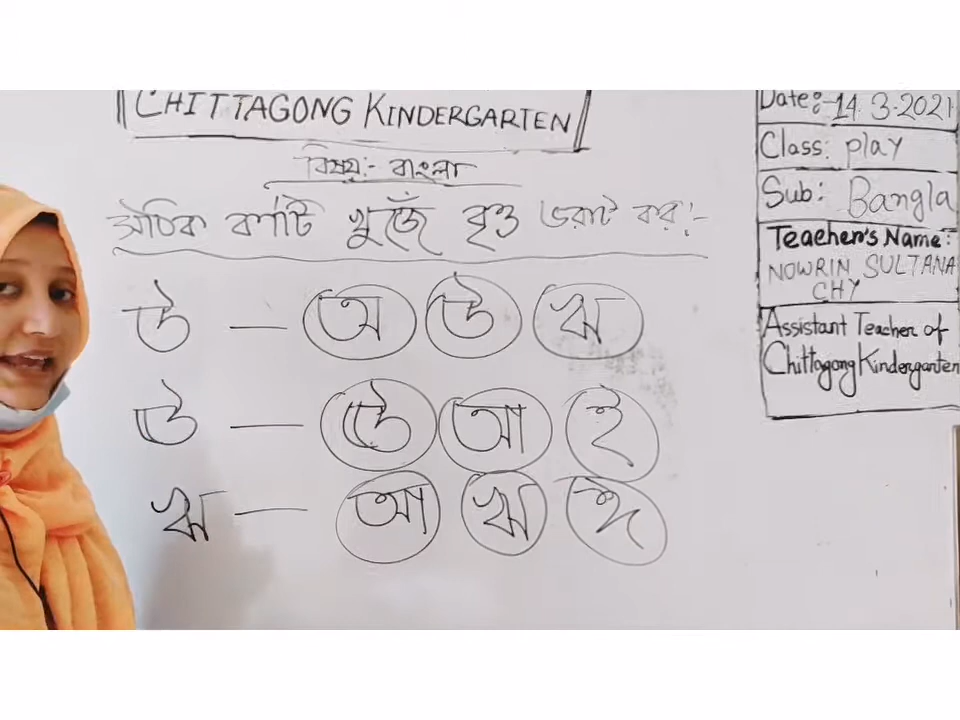 CHITTAGONG KINDERGARTEN
বিষয়:- বাংলা
সঠিক বর্ণটি খুঁজে বৃত্ত ভরাট কর:-
উ — অ উ ঋ
ঊ — ঊ আ ই
ঋ — আ ঋ ঈ
Date:- 14.3.2021
Class: play
Sub: Bangla
Teacher's Name:
NOWRIN SULTANA
CHY
Assistant Teacher of
Chittagong Kindergarten